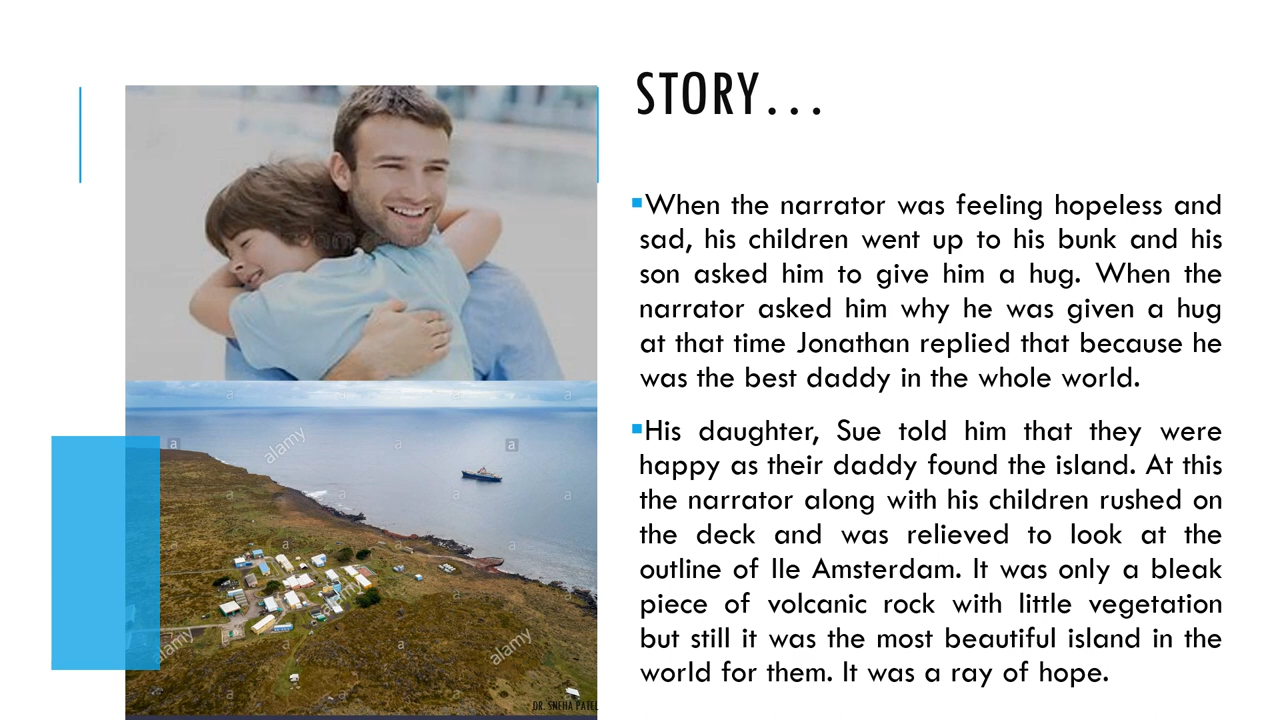 STORY...
▪When the narrator was feeling hopeless and
sad, his children went up to his bunk and his
son asked him to give him a hug. When the
narrator asked him why he was given a hug
at that time Jonathan replied that because he
was the best daddy in the whole world.
▪His daughter, Sue told him that they were
happy as their daddy found the island. At this
the narrator along with his children rushed on
the deck and was relieved to look at the
outline of Ile Amsterdam. It was only a bleak
piece of volcanic rock with little vegetation
but still it was the most beautiful island in the
world for them. It was a ray of hope.
a a a
a alamy a a
a a a
a a
a a a
alamy a alamy
a a a
DR. SNEHA PATEL